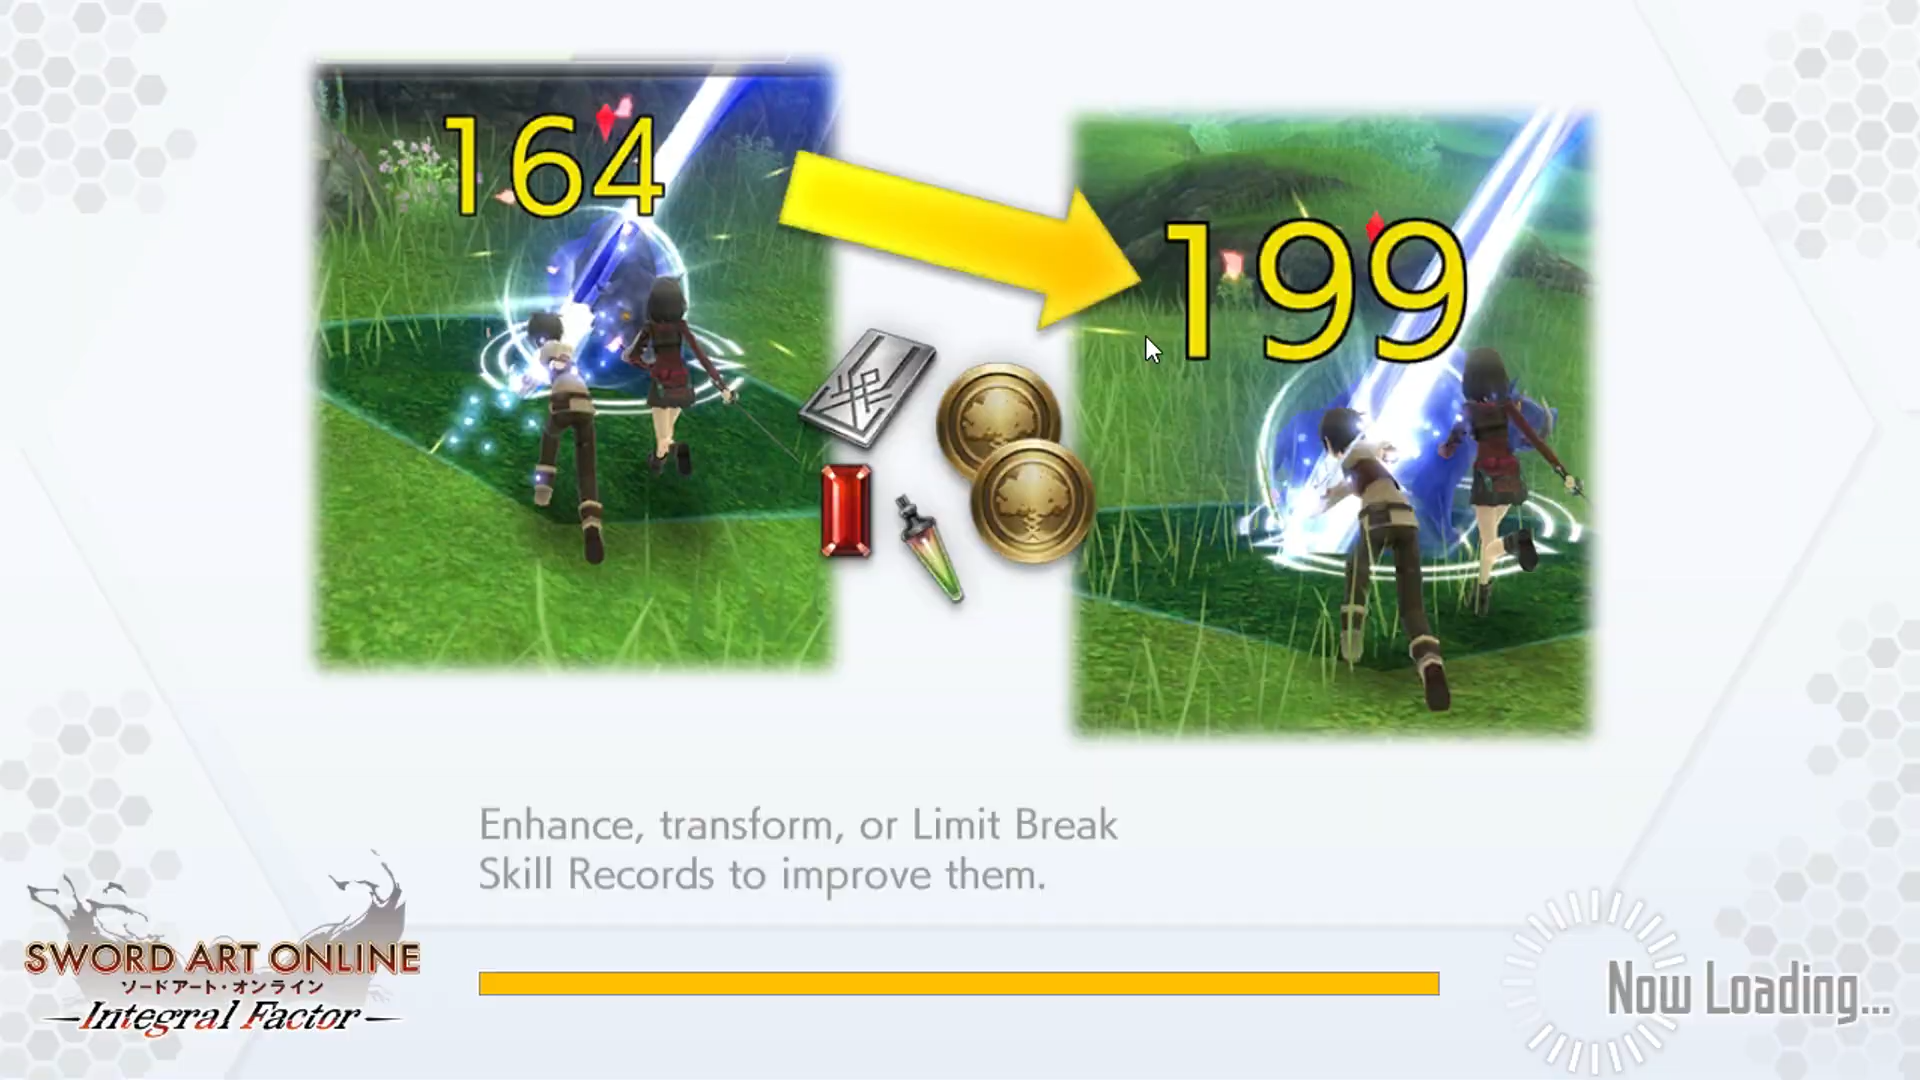 164
199
Enhance, transform, or Limit Break
Skill Records to improve them.
SWORD ART ONLINE
ソードアート・オンライン
Integral Factor
Now Loading...